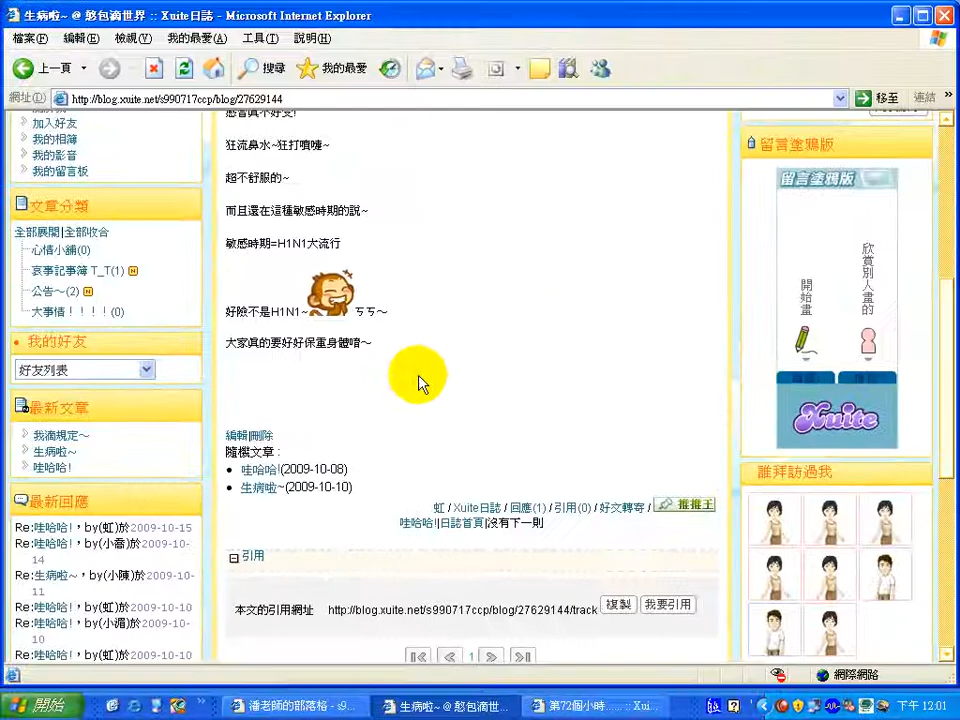 生病啦~ @ 憨包滴世界 :: Xuite日誌 - Microsoft Internet Explorer
檔案(F) 編輯(E) 檢視(V) 我的最愛(A) 工具(T) 說明(H)
上一頁 搜尋 我的最愛
網址(D) http://blog.xuite.net/s990717ccp/blog/27629144 移至 連結 »
加入好友
我的相簿
我的影音
我的留言板
文章分類
全部展開|全部收合
心情小舖(0)
哀事記事簿 T_T(1) N
公告～(2) N
大事情！！！！(0)
我的好友
好友列表
最新文章
我滴規定～
生病啦~
哇哈哈!
最新回應
Re:哇哈哈!，by(虹)於2009-10-15
Re:哇哈哈!，by(小喬)於2009-10-
14
Re:生病啦~，by(小陳)於2009-10-
11
Re:哇哈哈!，by(虹)於2009-10-10
Re:哇哈哈!，by(小湄)於2009-10-
10
Re:哇哈哈!，by(虹)於2009-10-10
感冒真不好受!
狂流鼻水~狂打噴嚏~
超不舒服的~
而且還在這種敏感時期的說~
敏感時期=H1N1大流行
好險不是H1N1~ ㄎㄎ～
大家真的要好好保重身體唷～
編輯|刪除
隨機文章：
哇哈哈!(2009-10-08)
生病啦~(2009-10-10)
虹 / Xuite日誌 / 回應(1) / 引用(0) / 好文轉寄 / 推推王
哇哈哈!|日誌首頁|沒有下一則
引用
本文的引用網址 http://blog.xuite.net/s990717ccp/blog/27629144/track 複製 我要引用
1
留言塗鴉版
留言塗鴉版
開始畫
欣賞別人畫的
Xuite
誰拜訪過我
網際網路
開始 » 潘老師的部落格 - s9... 生病啦~ @ 憨包滴世... 第72個小時...... :: Xui... 下午 12:01